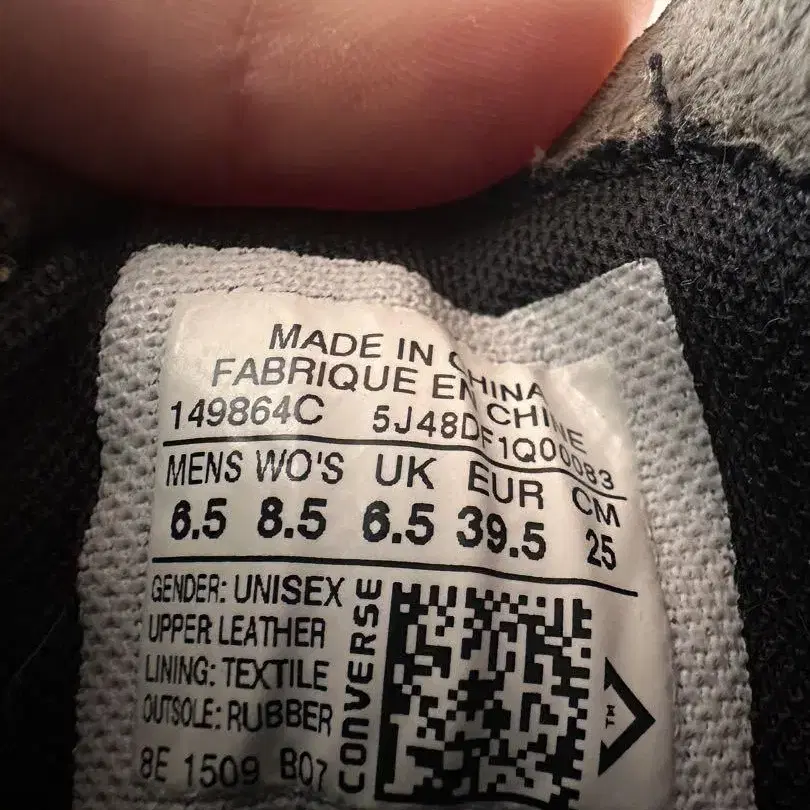 MADE IN CHINA
FABRIQUE EN CHINE
149864C 5J48DF1Q00083
MENS WO'S UK EUR CM
6.5 8.5 6.5 39.5 25
GENDER: UNISEX
UPPER LEATHER
LINING: TEXTILE
OUTSOLE: RUBBER
8E 1509 B07
CONVERSE
TM